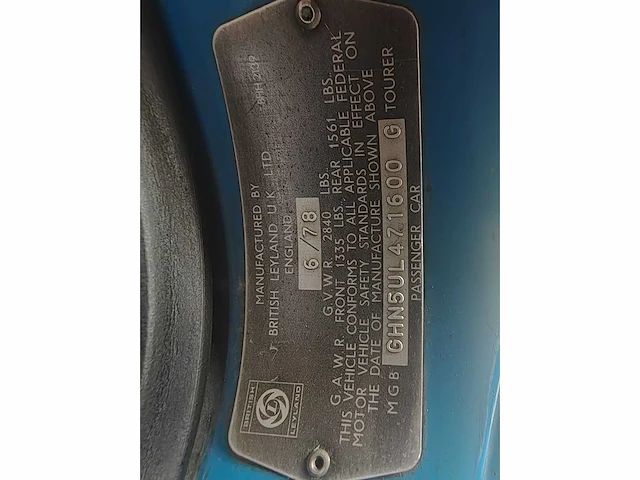 MANUFACTURED BY
BRITISH LEYLAND U.K. LTD.
ENGLAND
6/78
G.V.W.R. 2840 LBS.
G.A.W.R. FRONT 1335 LBS. REAR 1561 LBS.
THIS VEHICLE CONFORMS TO ALL APPLICABLE FEDERAL
MOTOR VEHICLE SAFETY STANDARDS IN EFFECT ON
THE DATE OF MANUFACTURE SHOWN ABOVE
MGB GHN5UL471600 G TOURER
PASSENGER CAR
BRITISH
LEYLAND